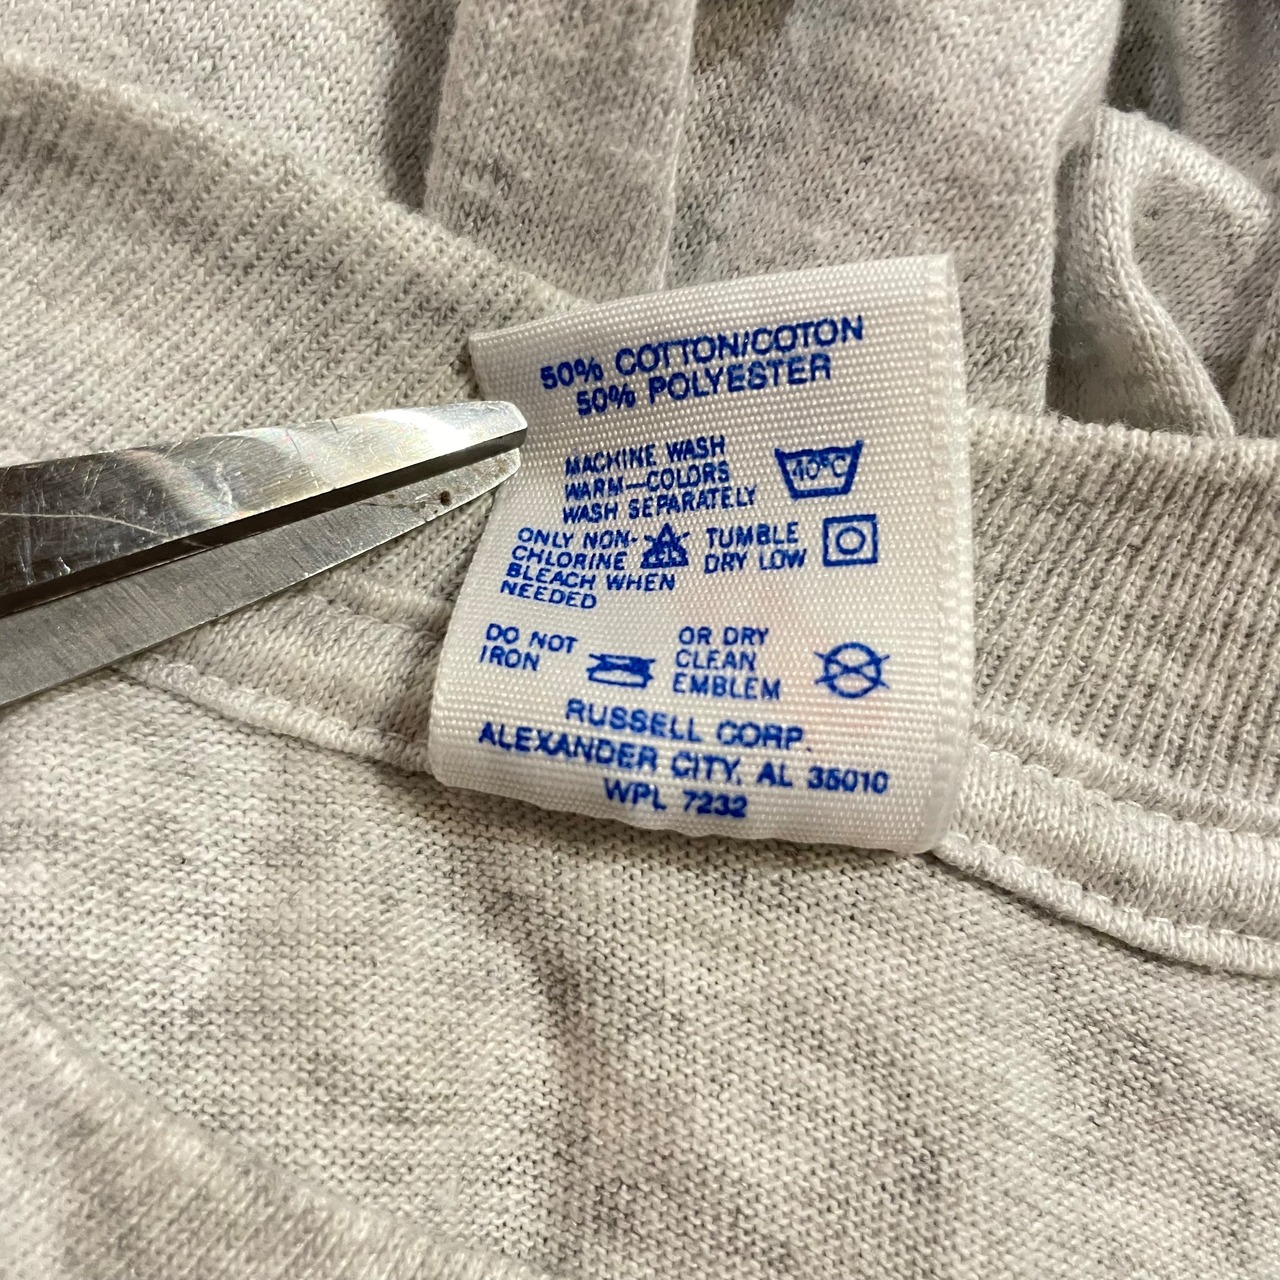 50% COTTON/COTON
50% POLYESTER
MACHINE WASH
WARM—COLORS
WASH SEPARATELY
40°C
ONLY NON-
CHLORINE
BLEACH WHEN
NEEDED
TUMBLE
DRY LOW
DO NOT
IRON
OR DRY
CLEAN
EMBLEM
RUSSELL CORP.
ALEXANDER CITY, AL 35010
WPL 7232